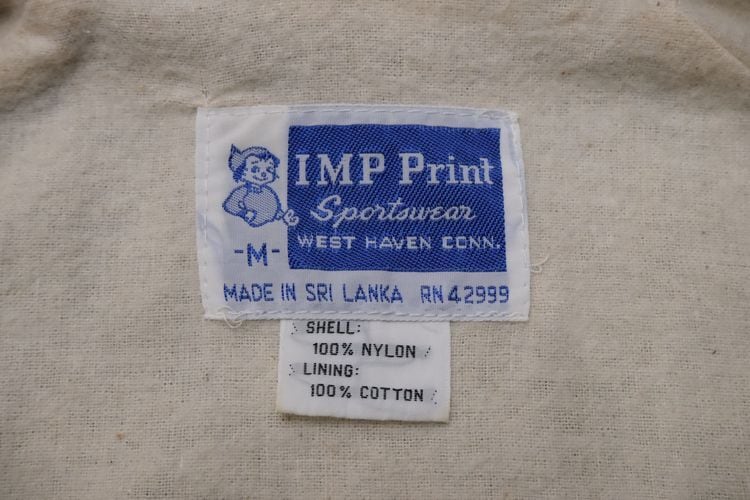 IMP Print
Sportswear
WEST HAVEN CONN.
-M-
MADE IN SRI LANKA RN 42999
SHELL:
100% NYLON
LINING:
100% COTTON